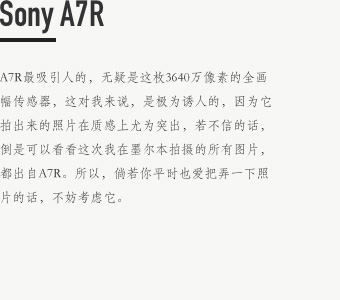 Sony A7R
A7R最吸引人的，无疑是这枚3640万像素的全画
幅传感器，这对我来说，是极为诱人的，因为它
拍出来的照片在质感上尤为突出，若不信的话，
倒是可以看看这次我在墨尔本拍摄的所有图片，
都出自A7R。所以，倘若你平时也爱把弄一下照
片的话，不妨考虑它。